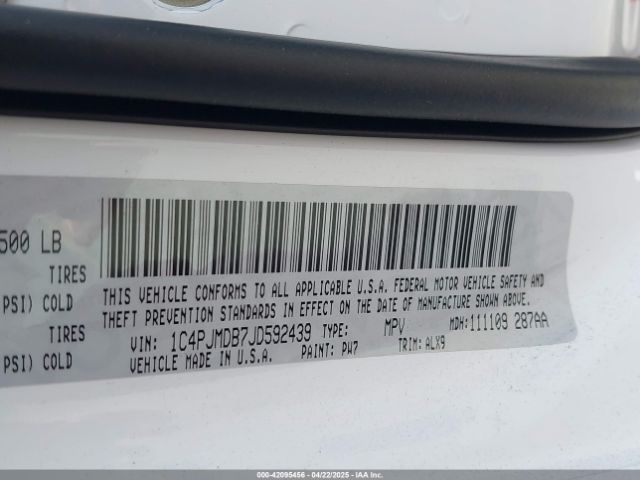 500 LB
TIRES
PSI) COLD
TIRES
PSI) COLD
THIS VEHICLE CONFORMS TO ALL APPLICABLE U.S.A. FEDERAL MOTOR VEHICLE SAFETY AND
THEFT PREVENTION STANDARDS IN EFFECT ON THE DATE OF MANUFACTURE SHOWN ABOVE.
VIN: 1C4PJMDB7JD592439 TYPE: MPV MDH: 111109 287AA
VEHICLE MADE IN U.S.A. PAINT: PW7 TRIM: ALX9
000-42095456 - 04/22/2025 - IAAI.com